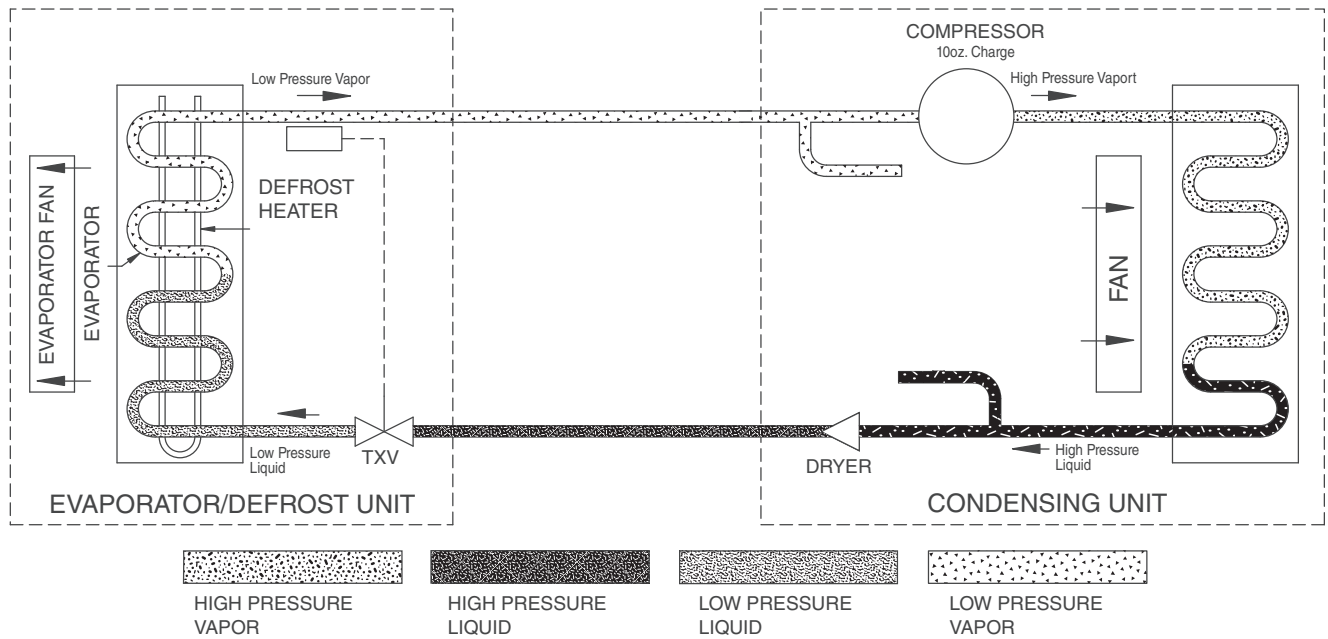 COMPRESSOR
10oz. Charge
Low Pressure Vapor
High Pressure Vaport
DEFROST
HEATER
EVAPORATOR FAN
EVAPORATOR
FAN
Low Pressure
Liquid
TXV
DRYER
High Pressure
Liquid
EVAPORATOR/DEFROST UNIT
CONDENSING UNIT
HIGH PRESSURE
VAPOR
HIGH PRESSURE
LIQUID
LOW PRESSURE
LIQUID
LOW PRESSURE
VAPOR